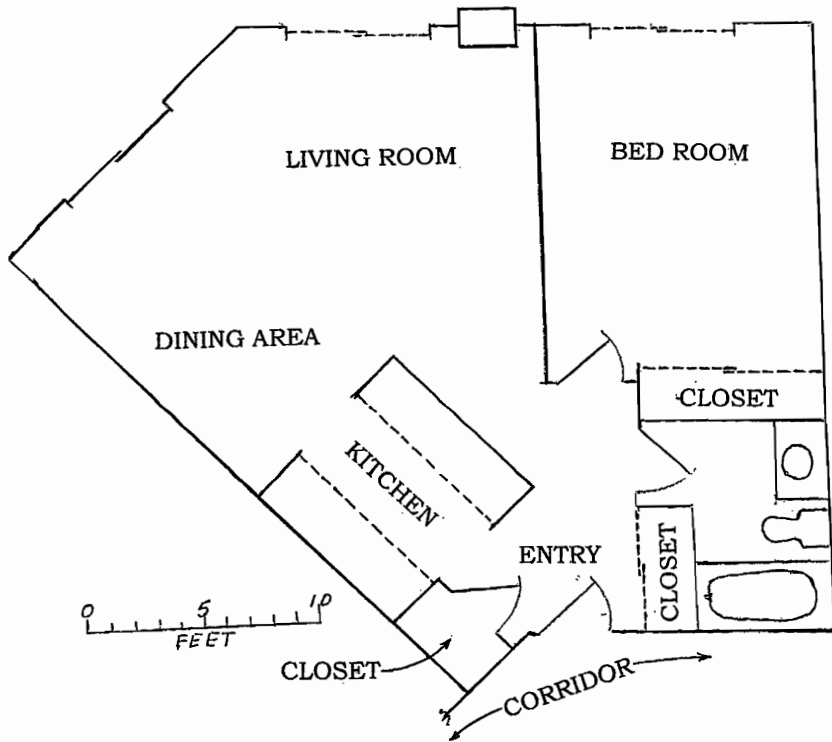 LIVING ROOM
BED ROOM
DINING AREA
CLOSET
KITCHEN
ENTRY
CLOSET
0 5 10
FEET
CLOSET
CORRIDOR